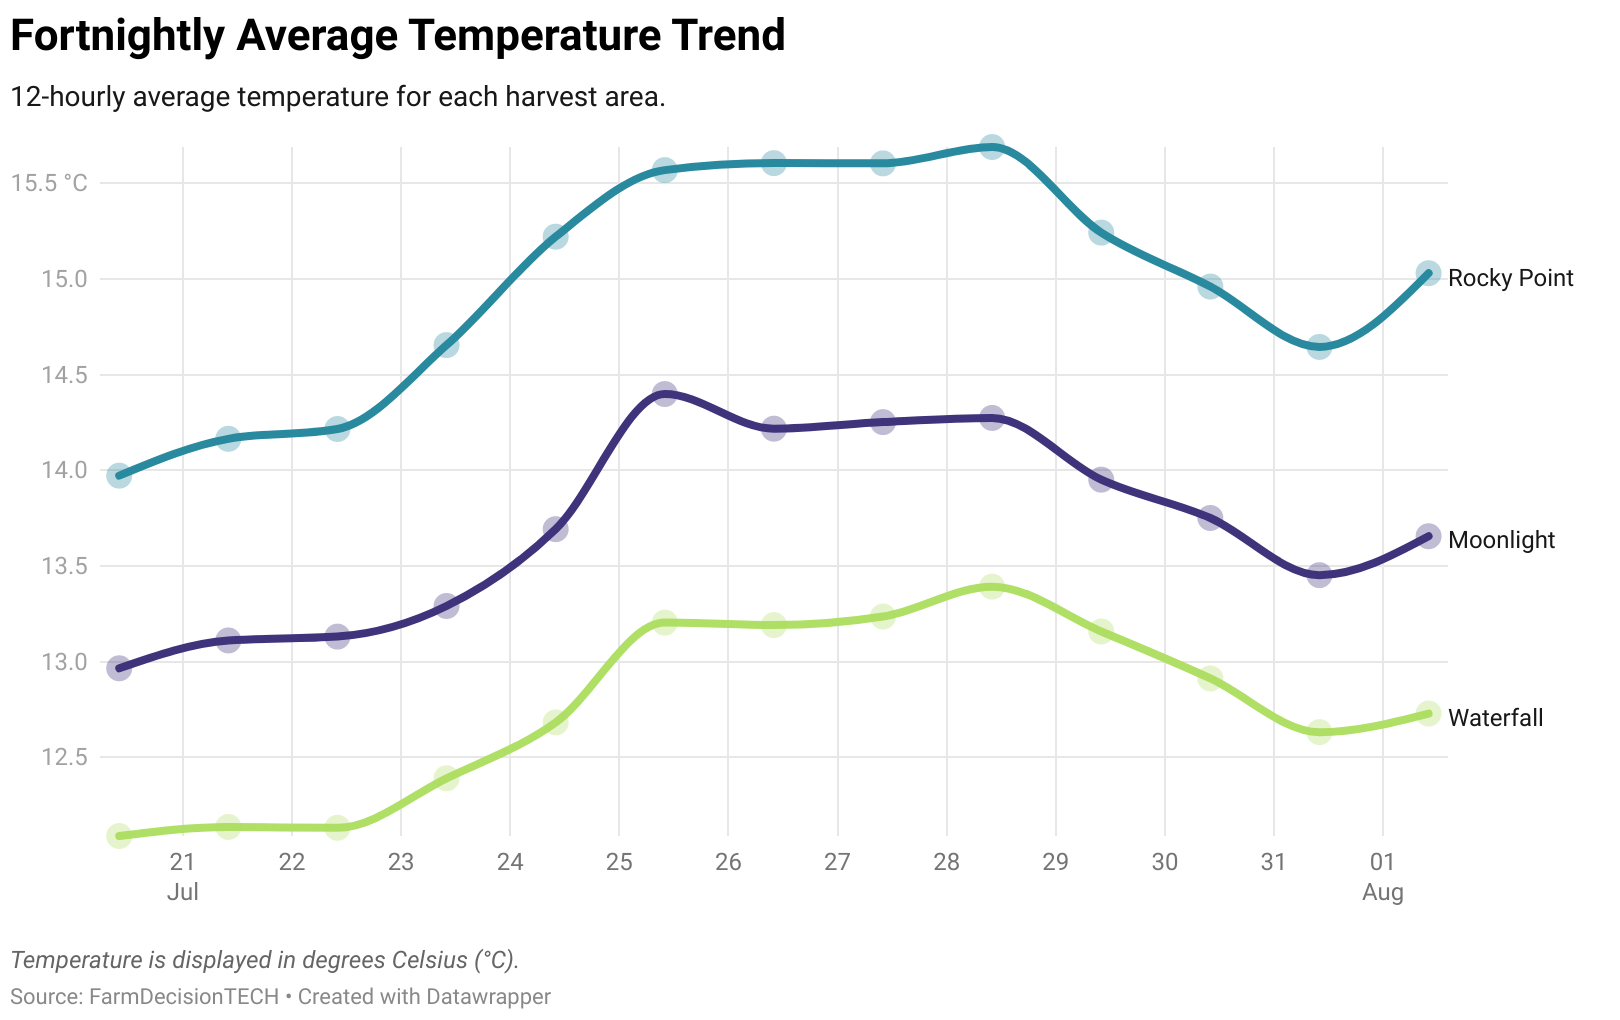 Fortnightly Average Temperature Trend
12-hourly average temperature for each harvest area.
15.5 °C
15.0
14.5
14.0
13.5
13.0
12.5
Rocky Point
Moonlight
Waterfall
21 22 23 24 25 26 27 28 29 30 31 01
Jul Aug
Temperature is displayed in degrees Celsius (°C).
Source: FarmDecisionTECH • Created with Datawrapper